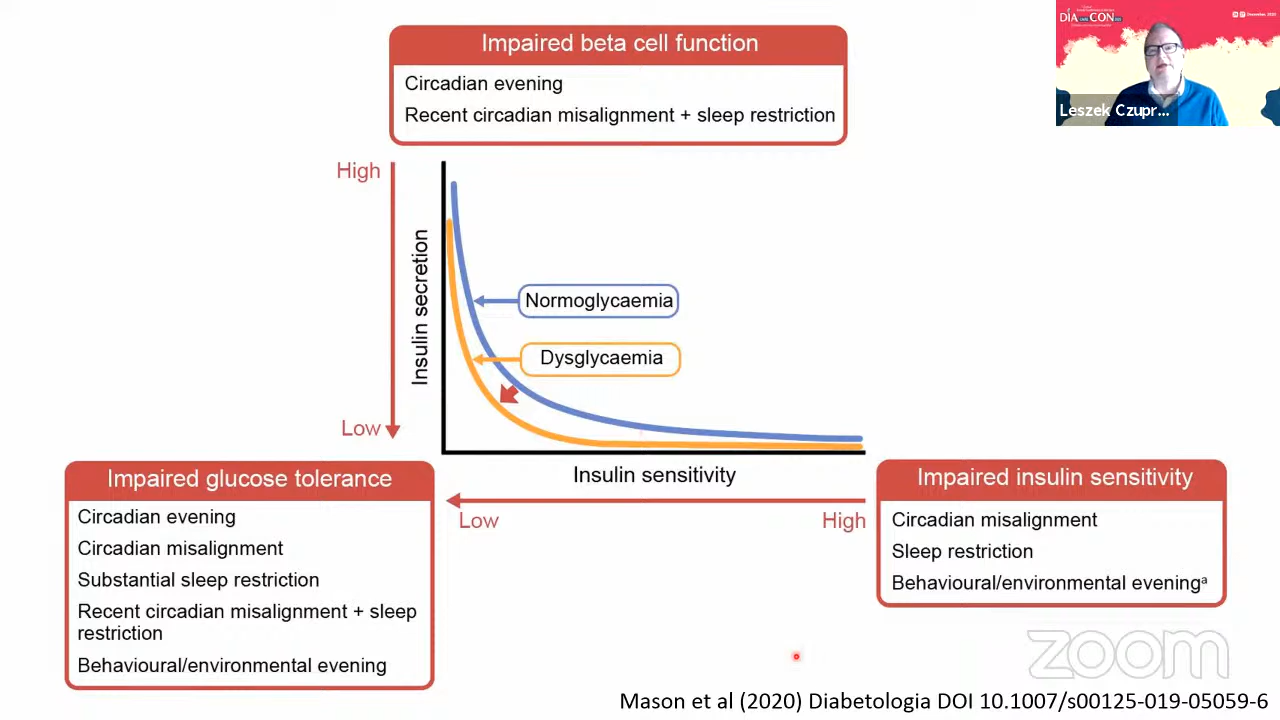 Impaired beta cell function
Circadian evening
Recent circadian misalignment + sleep restriction
DIA CON
Leszek Czupr...
High
Low
Insulin secretion
Normoglycaemia
Dysglycaemia
Insulin sensitivity
Low
High
Impaired glucose tolerance
Circadian evening
Circadian misalignment
Substantial sleep restriction
Recent circadian misalignment + sleep
restriction
Behavioural/environmental evening
Impaired insulin sensitivity
Circadian misalignment
Sleep restriction
Behavioural/environmental eveningᵃ
zoom
Mason et al (2020) Diabetologia DOI 10.1007/s00125-019-05059-6